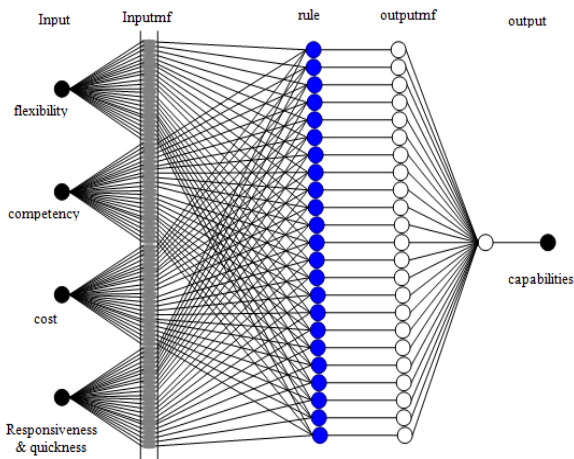 Input
Inputmf
rule
outputmf
output
flexibility
competency
capabilities
cost
Responsiveness
& quickness